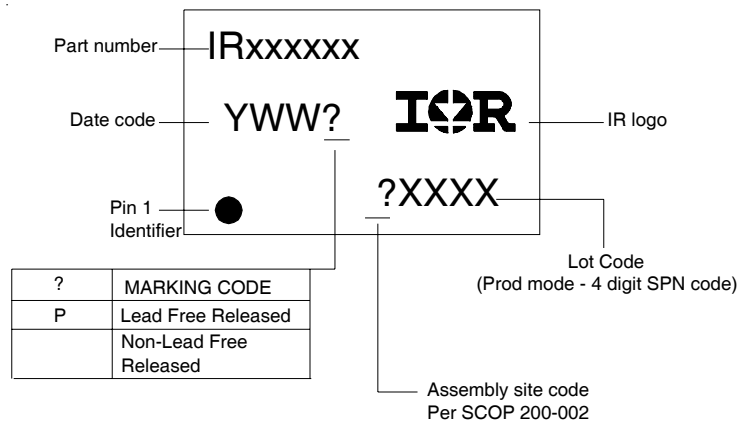 Part number
IRxxxxxx
Date code
YWW?
IOR
IR logo
?XXXX
Pin 1
Identifier
Lot Code
(Prod mode - 4 digit SPN code)
? MARKING CODE
P Lead Free Released
Non-Lead Free
Released
Assembly site code
Per SCOP 200-002